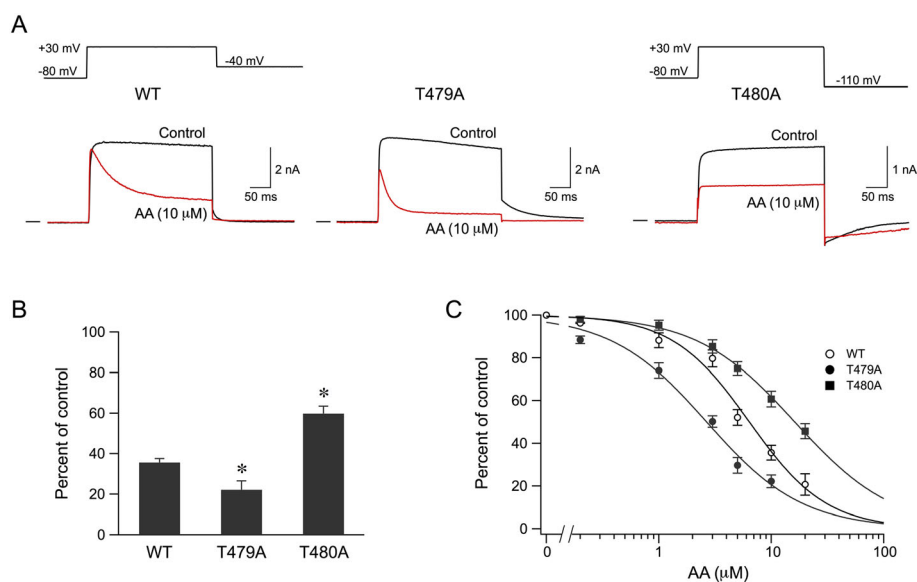 A
+30 mV
-80 mV
-40 mV
WT
T479A
+30 mV
-80 mV
-110 mV
T480A
Control
AA (10 µM)
2 nA
50 ms
Control
AA (10 µM)
2 nA
50 ms
Control
AA (10 µM)
1 nA
50 ms
B
Percent of control
100
80
60
40
20
0
*
*
WT
T479A
T480A
C
Percent of control
100
80
60
40
20
0
WT
T479A
T480A
0
1
10
100
AA (µM)